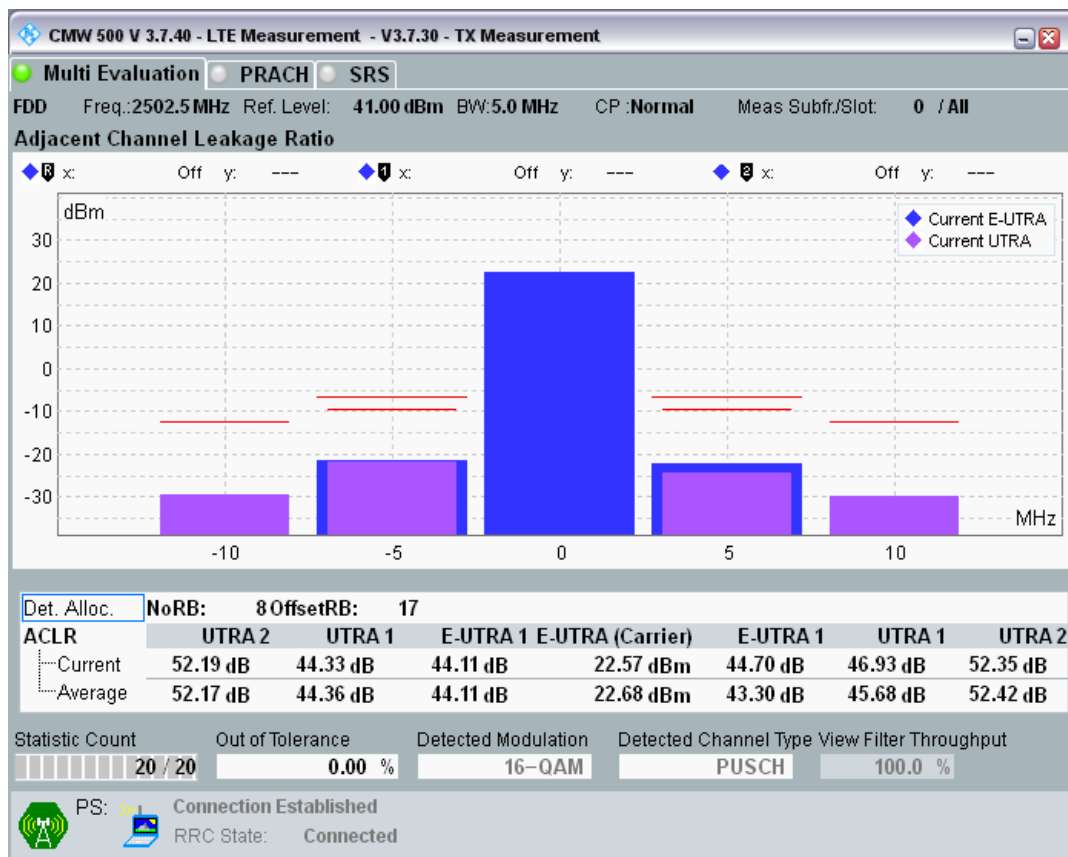 CMW 500 V 3.7.40 - LTE Measurement - V3.7.30 - TX Measurement
Multi Evaluation PRACH SRS
FDD Freq.:2502.5 MHz Ref. Level: 41.00 dBm BW:5.0 MHz CP :Normal Meas Subfr./Slot: 0 / All
Adjacent Channel Leakage Ratio
R x: Off y: --- 1 x: Off y: --- 2 x: Off y: ---
dBm
Current E-UTRA
Current UTRA
30
20
10
0
-10
-20
-30
MHz
-10 -5 0 5 10
Det. Alloc. NoRB: 8 OffsetRB: 17
ACLR UTRA 2 UTRA 1 E-UTRA 1 E-UTRA (Carrier) E-UTRA 1 UTRA 1 UTRA 2
Current 52.19 dB 44.33 dB 44.11 dB 22.57 dBm 44.70 dB 46.93 dB 52.35 dB
Average 52.17 dB 44.36 dB 44.11 dB 22.68 dBm 43.30 dB 45.68 dB 52.42 dB
Statistic Count Out of Tolerance Detected Modulation Detected Channel Type View Filter Throughput
20 / 20 0.00 % 16-QAM PUSCH 100.0 %
PS: Connection Established
RRC State: Connected